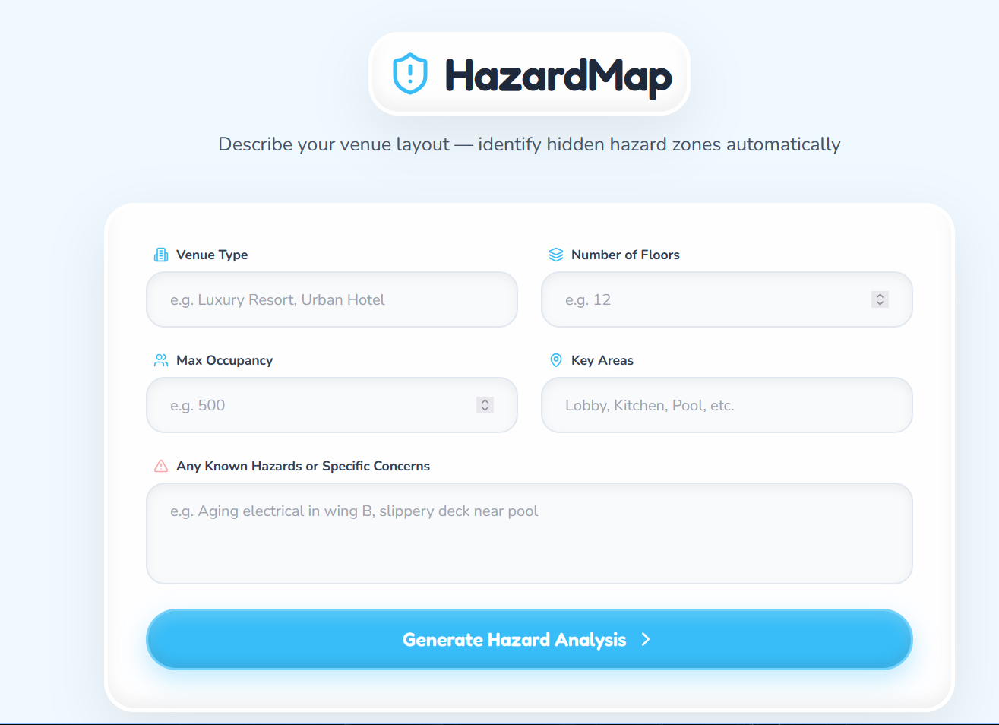 HazardMap
Describe your venue layout — identify hidden hazard zones automatically
Venue Type
Number of Floors
e.g. Luxury Resort, Urban Hotel
e.g. 12
Max Occupancy
Key Areas
e.g. 500
Lobby, Kitchen, Pool, etc.
Any Known Hazards or Specific Concerns
e.g. Aging electrical in wing B, slippery deck near pool
Generate Hazard Analysis